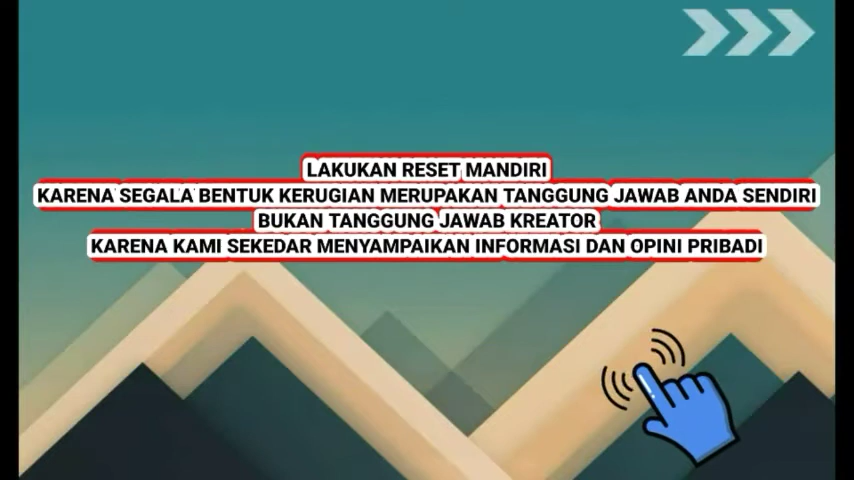 LAKUKAN RESET MANDIRI
KARENA SEGALA BENTUK KERUGIAN MERUPAKAN TANGGUNG JAWAB ANDA SENDIRI
BUKAN TANGGUNG JAWAB KREATOR
KARENA KAMI SEKEDAR MENYAMPAIKAN INFORMASI DAN OPINI PRIBADI